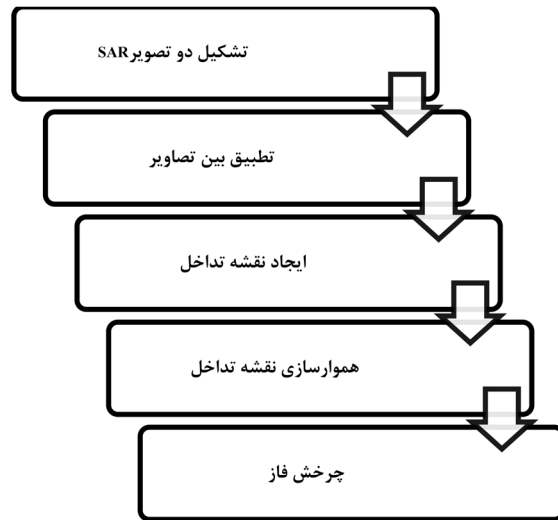 تشکیل دو تصویرSAR
تطبیق بین تصاویر
ایجاد نقشه تداخل
هموارسازی نقشه تداخل
چرخش فاز